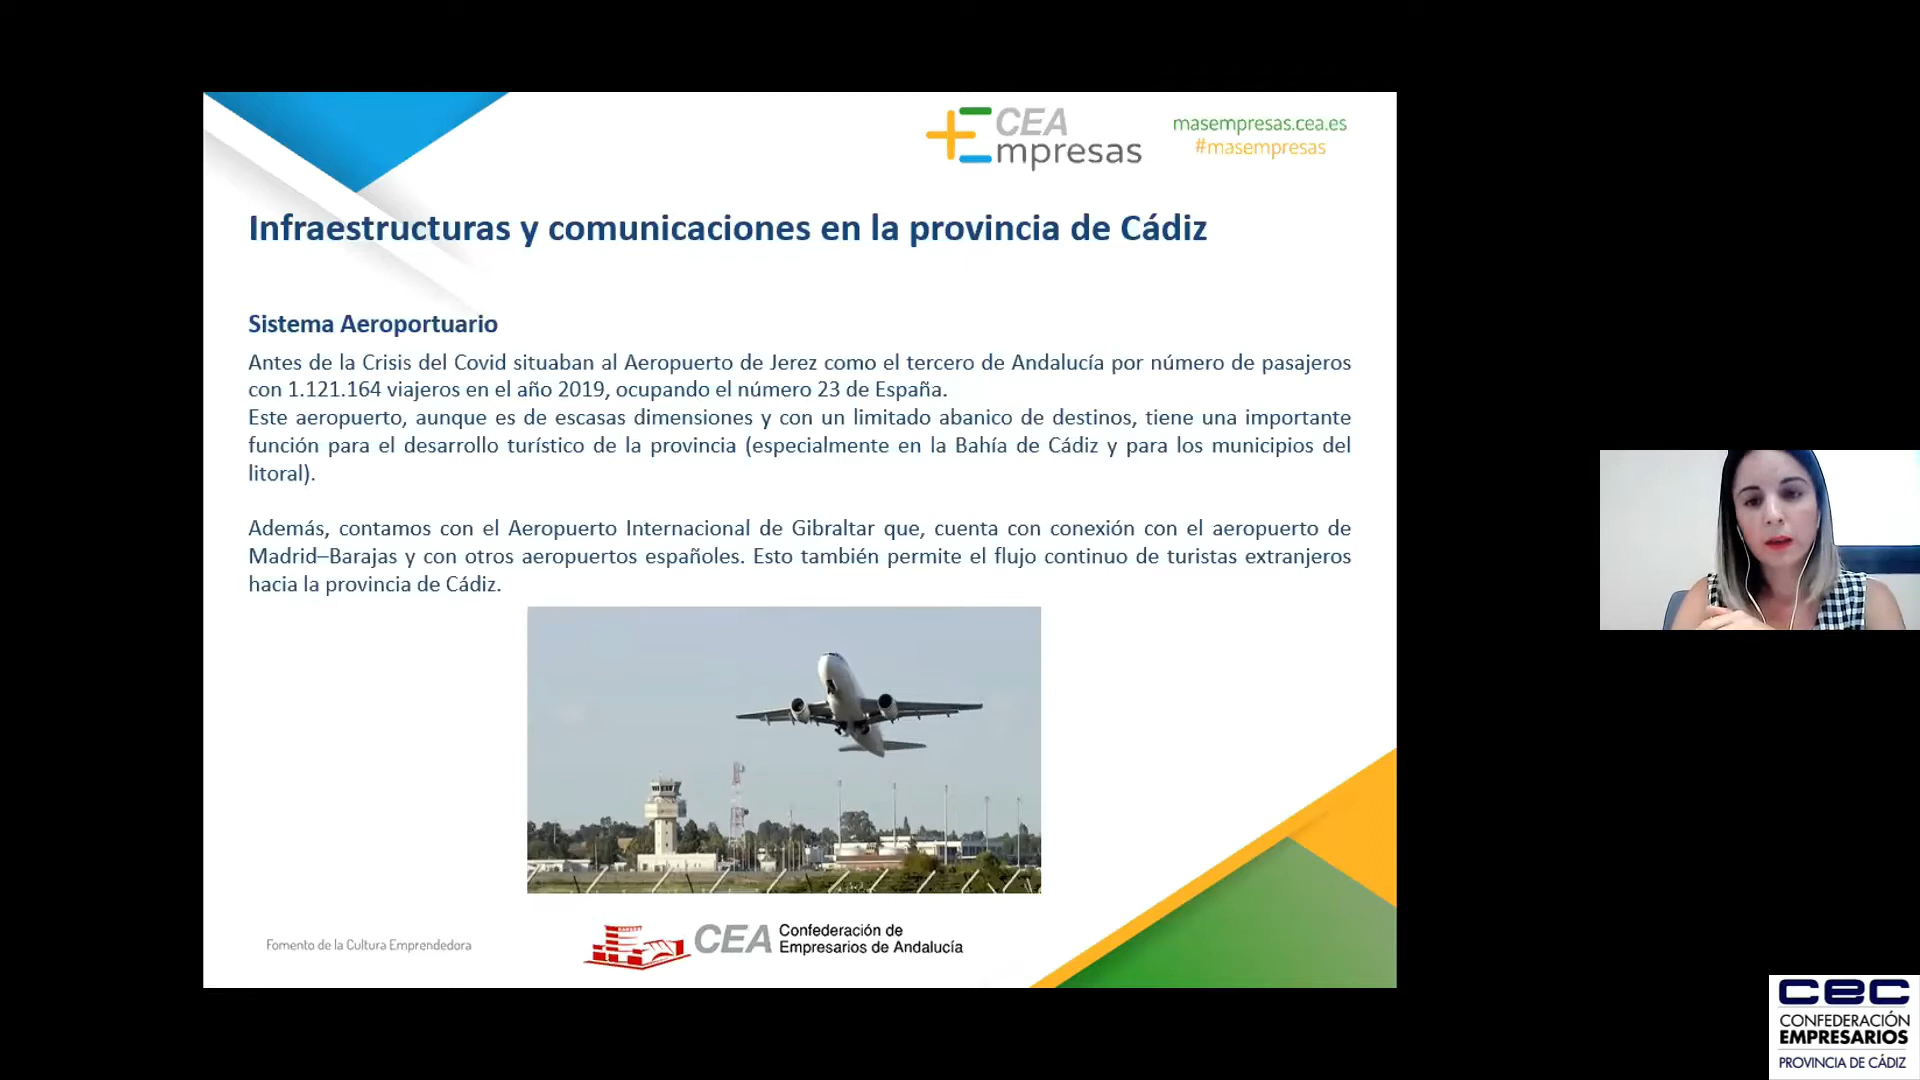 CEA
Empresas
masempresas.cea.es
#masempresas
Infraestructuras y comunicaciones en la provincia de Cádiz
Sistema Aeroportuario
Antes de la Crisis del Covid situaban al Aeropuerto de Jerez como el tercero de Andalucía por número de pasajeros
con 1.121.164 viajeros en el año 2019, ocupando el número 23 de España.
Este aeropuerto, aunque es de escasas dimensiones y con un limitado abanico de destinos, tiene una importante
función para el desarrollo turístico de la provincia (especialmente en la Bahía de Cádiz y para los municipios del
litoral).
Además, contamos con el Aeropuerto Internacional de Gibraltar que, cuenta con conexión con el aeropuerto de
Madrid–Barajas y con otros aeropuertos españoles. Esto también permite el flujo continuo de turistas extranjeros
hacia la provincia de Cádiz.
Fomento de la Cultura Emprendedora
CEA Confederación de
Empresarios de Andalucía
cec
CONFEDERACIÓN
EMPRESARIOS
PROVINCIA DE CÁDIZ